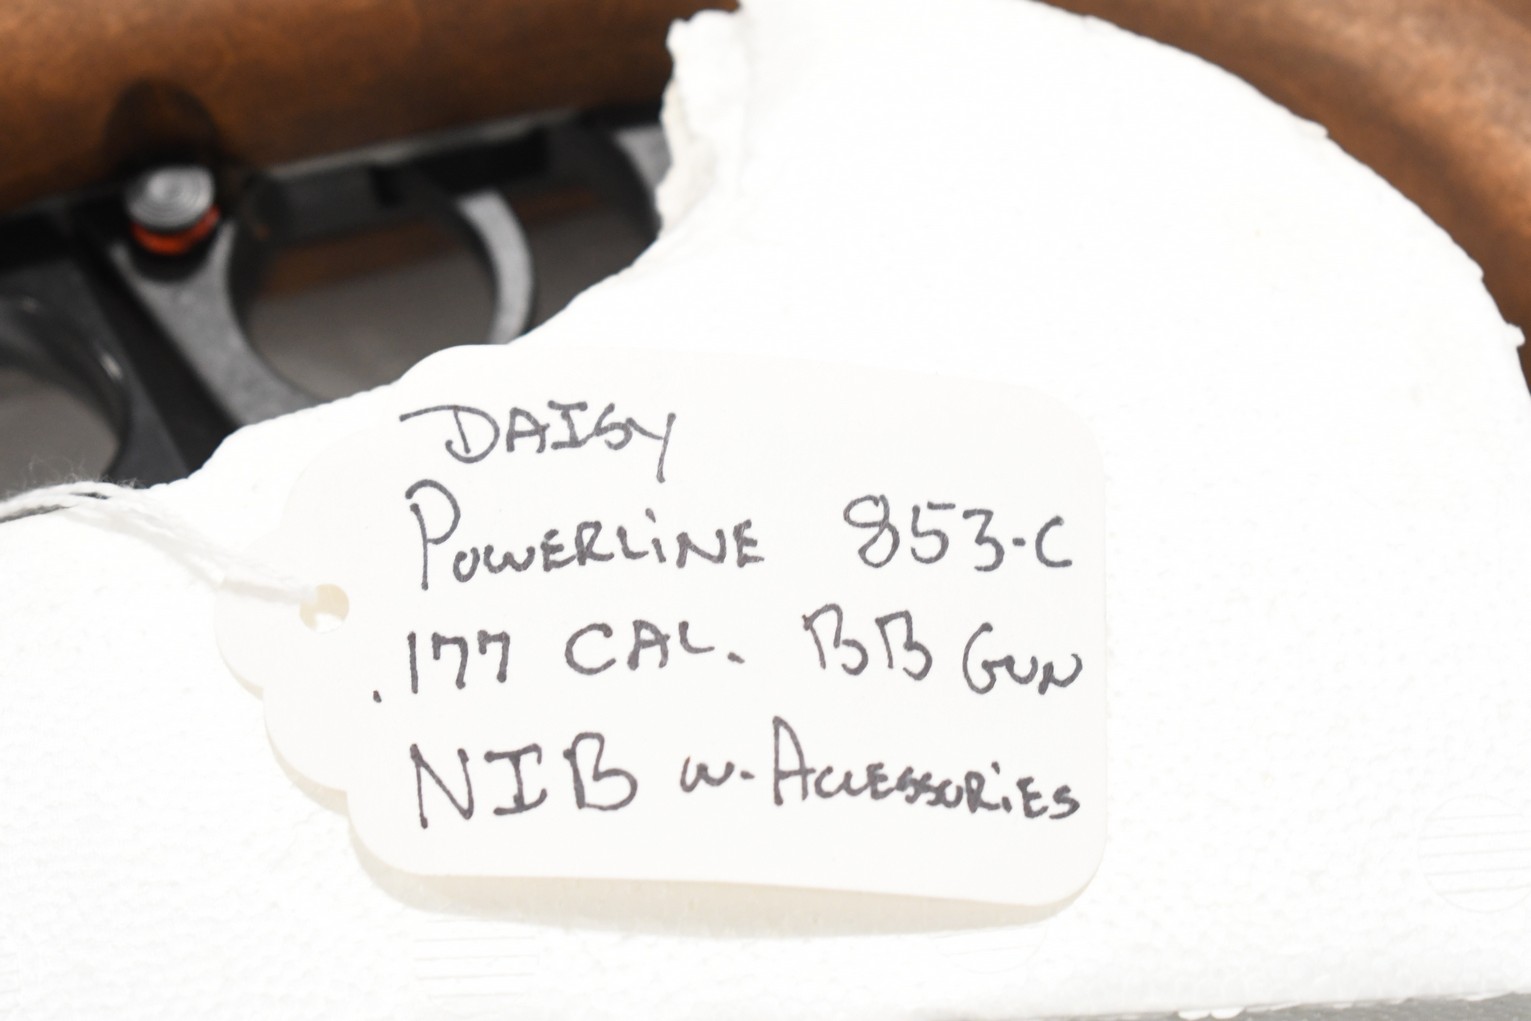 DAISY
POWERLiNE 853-C
.177 CAL. BB GUN
NIB w. ACCESSORiES